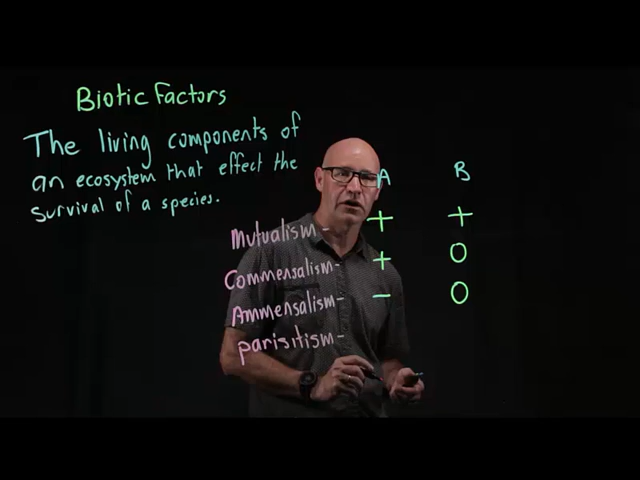 Biotic Factors
The living components of
an ecosystem that effect the
survival of a species.
A B
Mutualism - + +
Commensalism - + 0
Ammensalism - - 0
Parisitism -